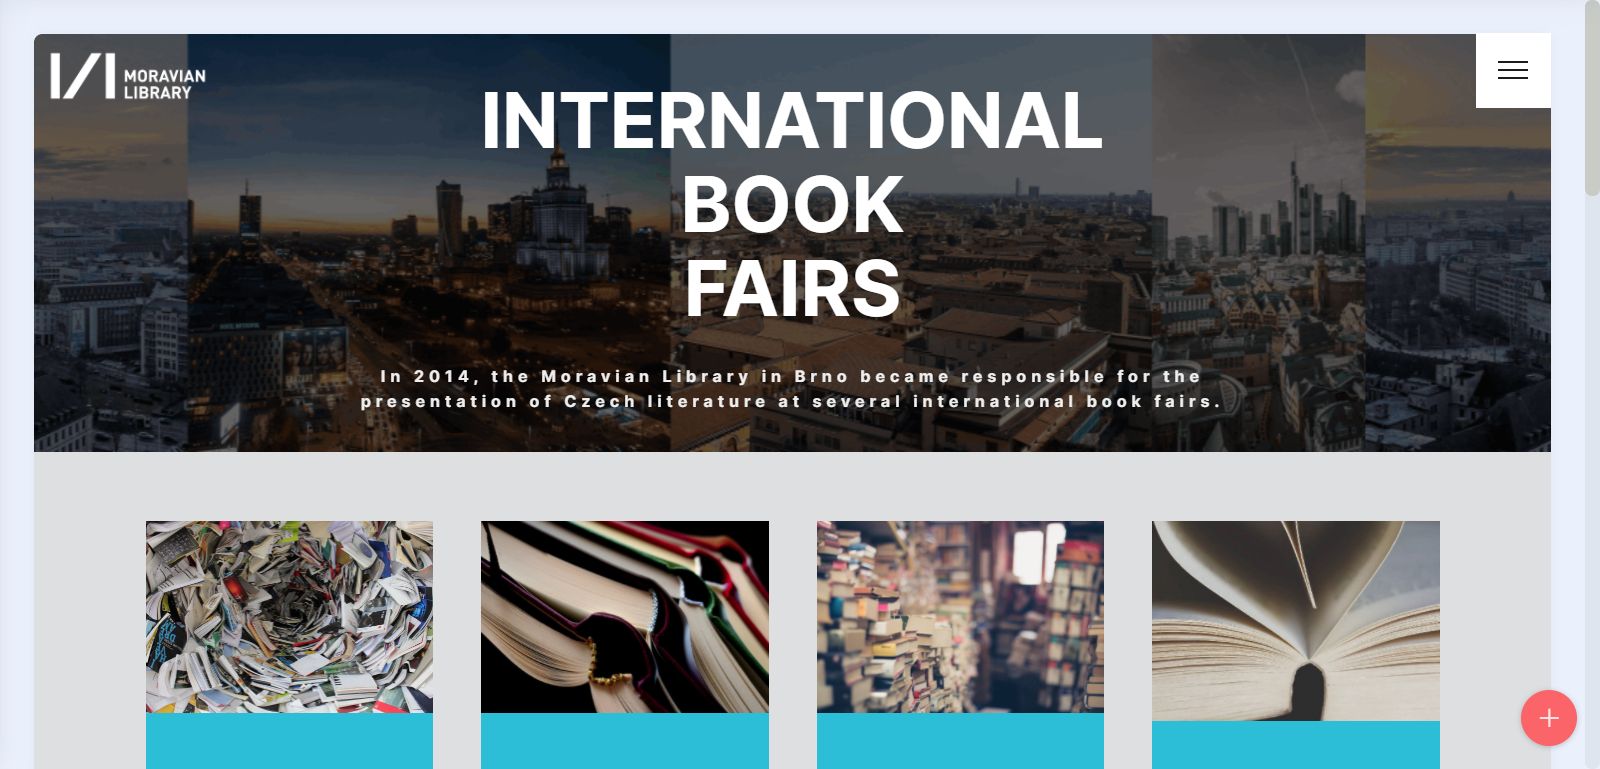 MORAVIAN
LIBRARY
INTERNATIONAL
BOOK
FAIRS
In 2014, the Moravian Library in Brno became responsible for the
presentation of Czech literature at several international book fairs.